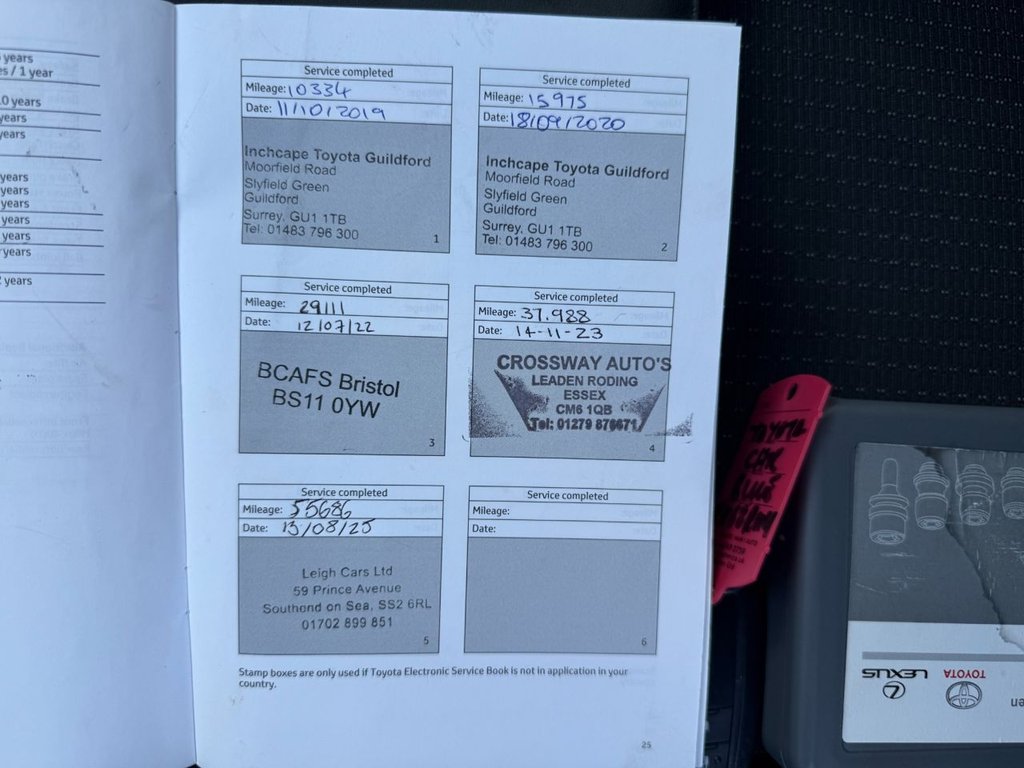 years
es / 1 year
10 years
years
years
years
years
years
years
years
years
years
Service completed
Mileage: 10334
Date: 11/10/2019
Inchcape Toyota Guildford
Moorfield Road
Slyfield Green
Guildford
Surrey, GU1 1TB
Tel: 01483 796 300
1
Service completed
Mileage: 15975
Date: 18/09/2020
Inchcape Toyota Guildford
Moorfield Road
Slyfield Green
Guildford
Surrey, GU1 1TB
Tel: 01483 796 300
2
Service completed
Mileage: 29111
Date: 12/07/22
BCAFS Bristol
BS11 0YW
3
Service completed
Mileage: 37.988
Date: 14-11-23
CROSSWAY AUTO'S
LEADEN RODING
ESSEX
CM6 1QB
Tel: 01279 876671
4
Service completed
Mileage: 55686
Date: 13/08/25
Leigh Cars Ltd
59 Prince Avenue
Southend on Sea, SS2 6RL
01702 899 851
5
Service completed
Mileage:
Date:
6
Stamp boxes are only used if Toyota Electronic Service Book is not in application in your
country.
25
TOYOTA
LEXUS TOYOTA